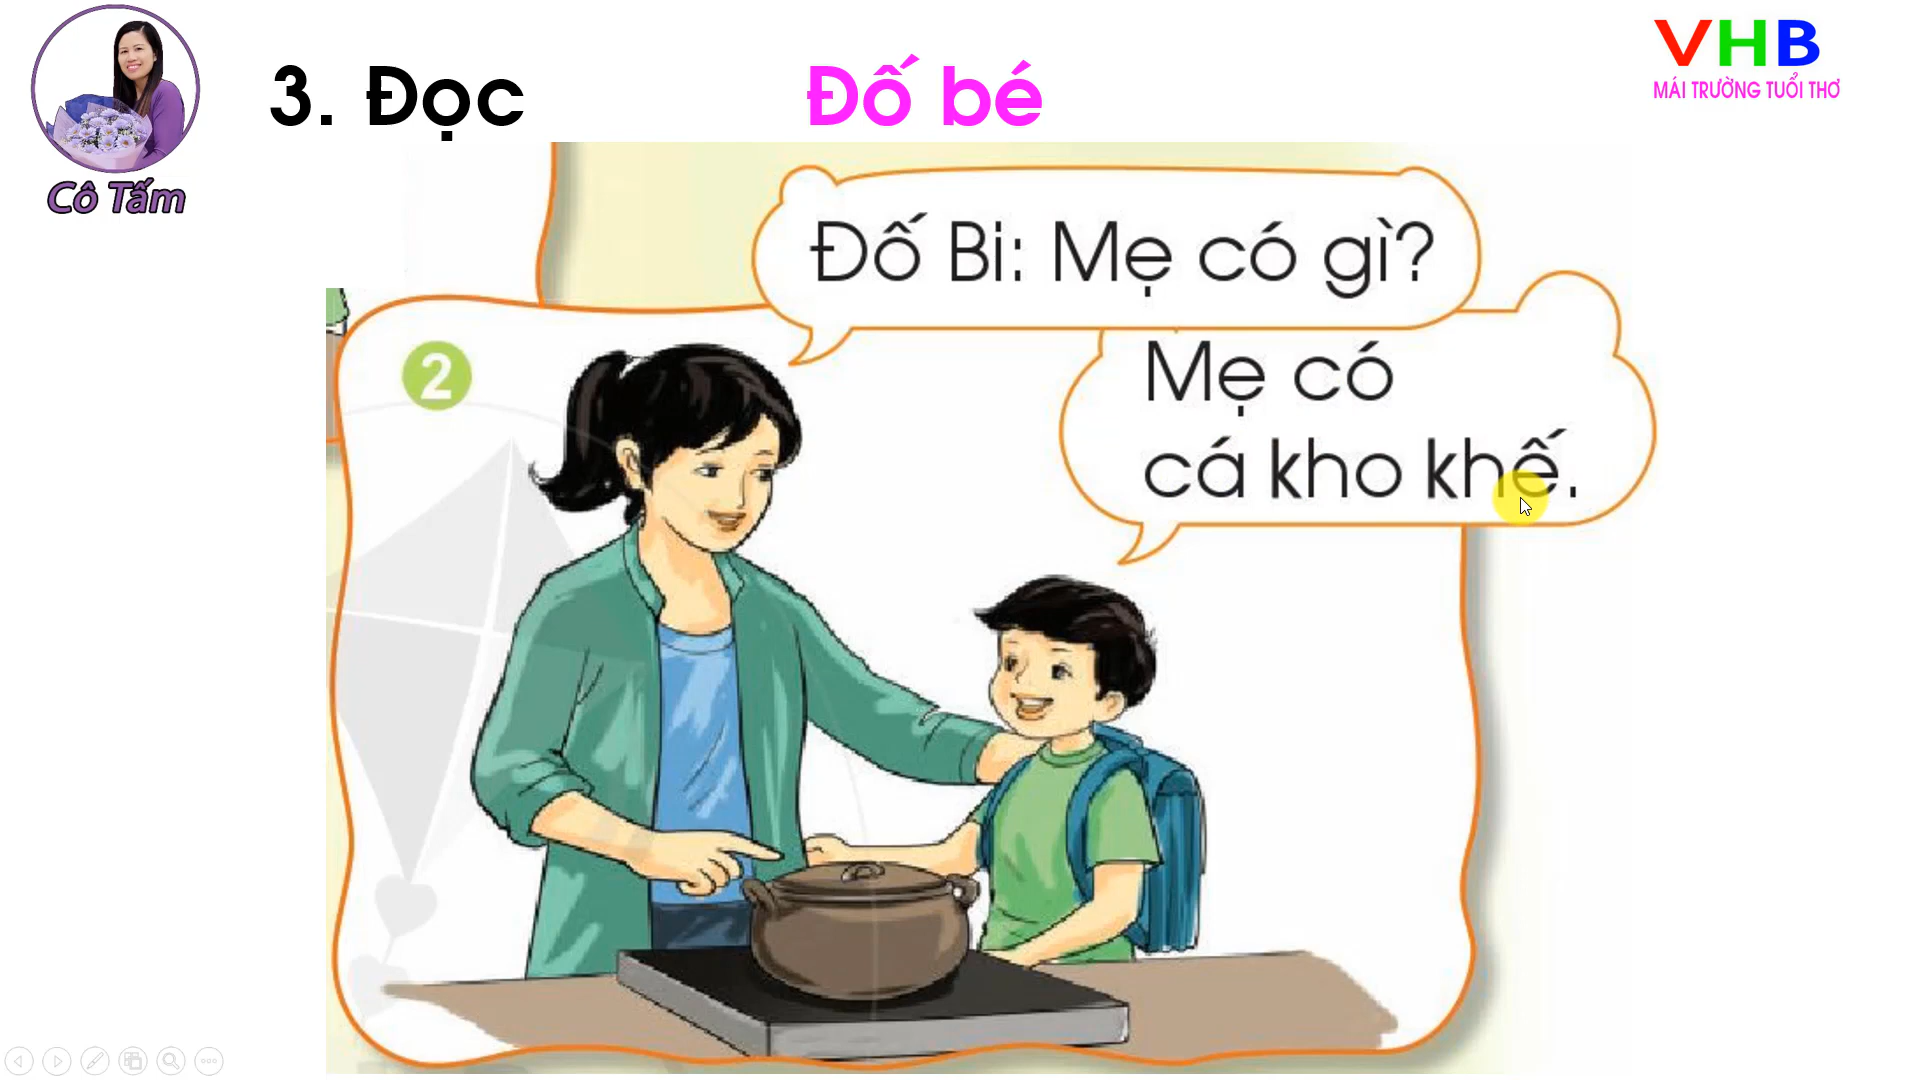 Cô Tấm
3. Đọc
Đố bé
VHB
MÁI TRƯỜNG TUỔI THƠ
Đố Bi: Mẹ có gì?
2
Mẹ có
cá kho khế.